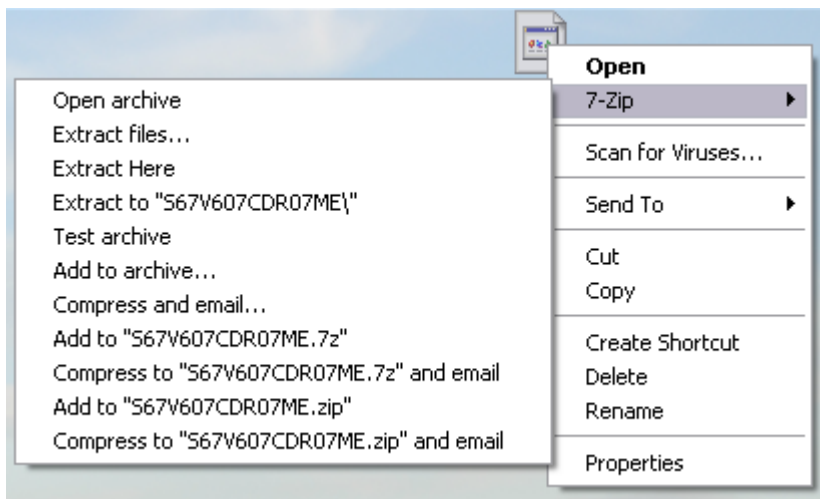 Open
7-Zip
Scan for Viruses...
Send To
Cut
Copy
Create Shortcut
Delete
Rename
Properties
Open archive
Extract files...
Extract Here
Extract to "S67V607CDR07ME\"
Test archive
Add to archive...
Compress and email...
Add to "S67V607CDR07ME.7z"
Compress to "S67V607CDR07ME.7z" and email
Add to "S67V607CDR07ME.zip"
Compress to "S67V607CDR07ME.zip" and email